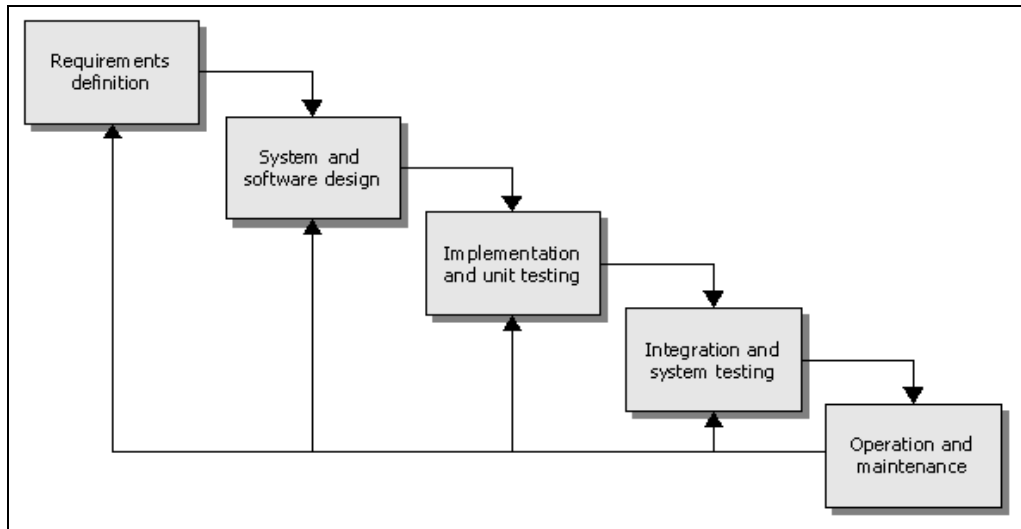 Requirements
definition
System and
software design
Implementation
and unit testing
Integration and
system testing
Operation and
maintenance